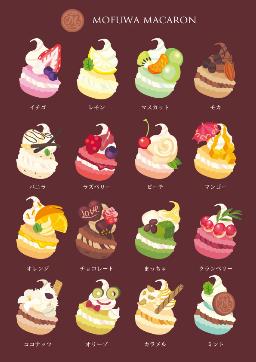 MOFUWA MACARON
イチゴ
レモン
マスカット
モカ
バニラ
ラズベリー
ピーチ
マンゴー
オレンジ
チョコレート
まっちゃ
クランベリー
ココナッツ
オリーブ
キャラメル
ミント
Love